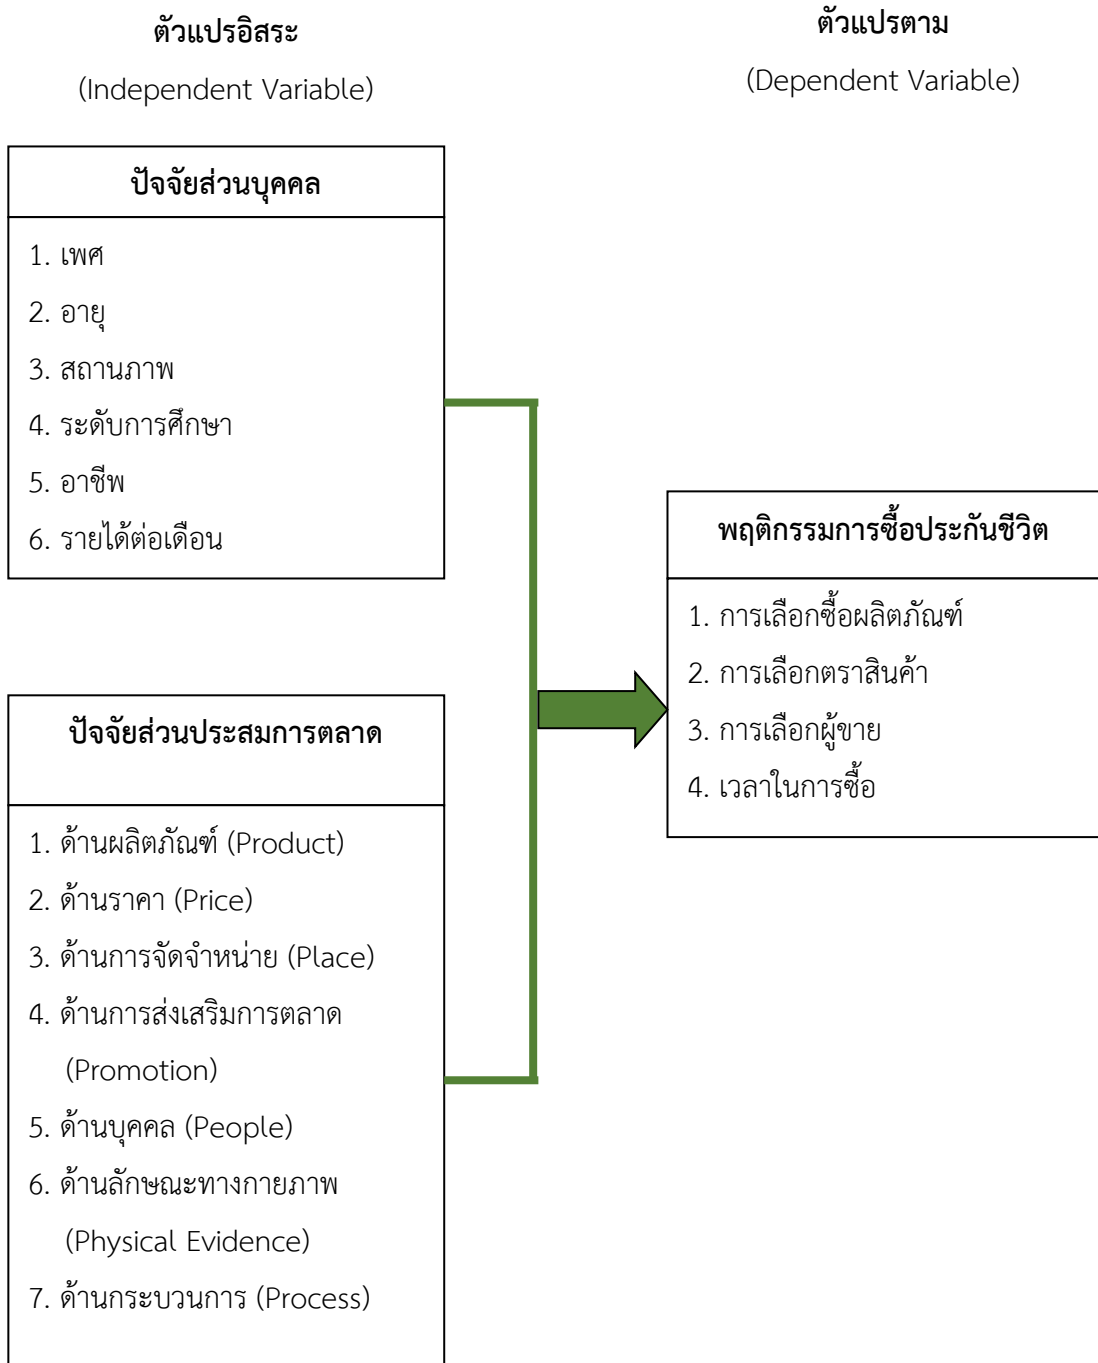 ตัวแปรอิสระ
(Independent Variable)
ตัวแปรตาม
(Dependent Variable)
ปัจจัยส่วนบุคคล
1. เพศ
2. อายุ
3. สถานภาพ
4. ระดับการศึกษา
5. อาชีพ
6. รายได้ต่อเดือน
ปัจจัยส่วนประสมการตลาด
1. ด้านผลิตภัณฑ์ (Product)
2. ด้านราคา (Price)
3. ด้านการจัดจำหน่าย (Place)
4. ด้านการส่งเสริมการตลาด
(Promotion)
5. ด้านบุคคล (People)
6. ด้านลักษณะทางกายภาพ
(Physical Evidence)
7. ด้านกระบวนการ (Process)
พฤติกรรมการซื้อประกันชีวิต
1. การเลือกซื้อผลิตภัณฑ์
2. การเลือกตราสินค้า
3. การเลือกผู้ขาย
4. เวลาในการซื้อ